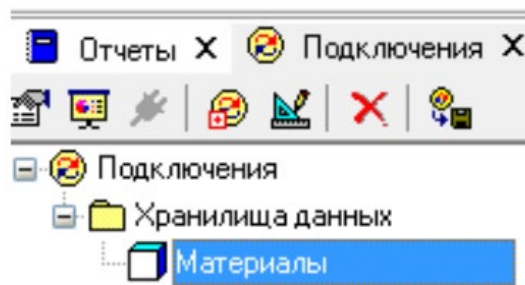 Отчеты X Подключения X
Подключения
Хранилища данных
Материалы